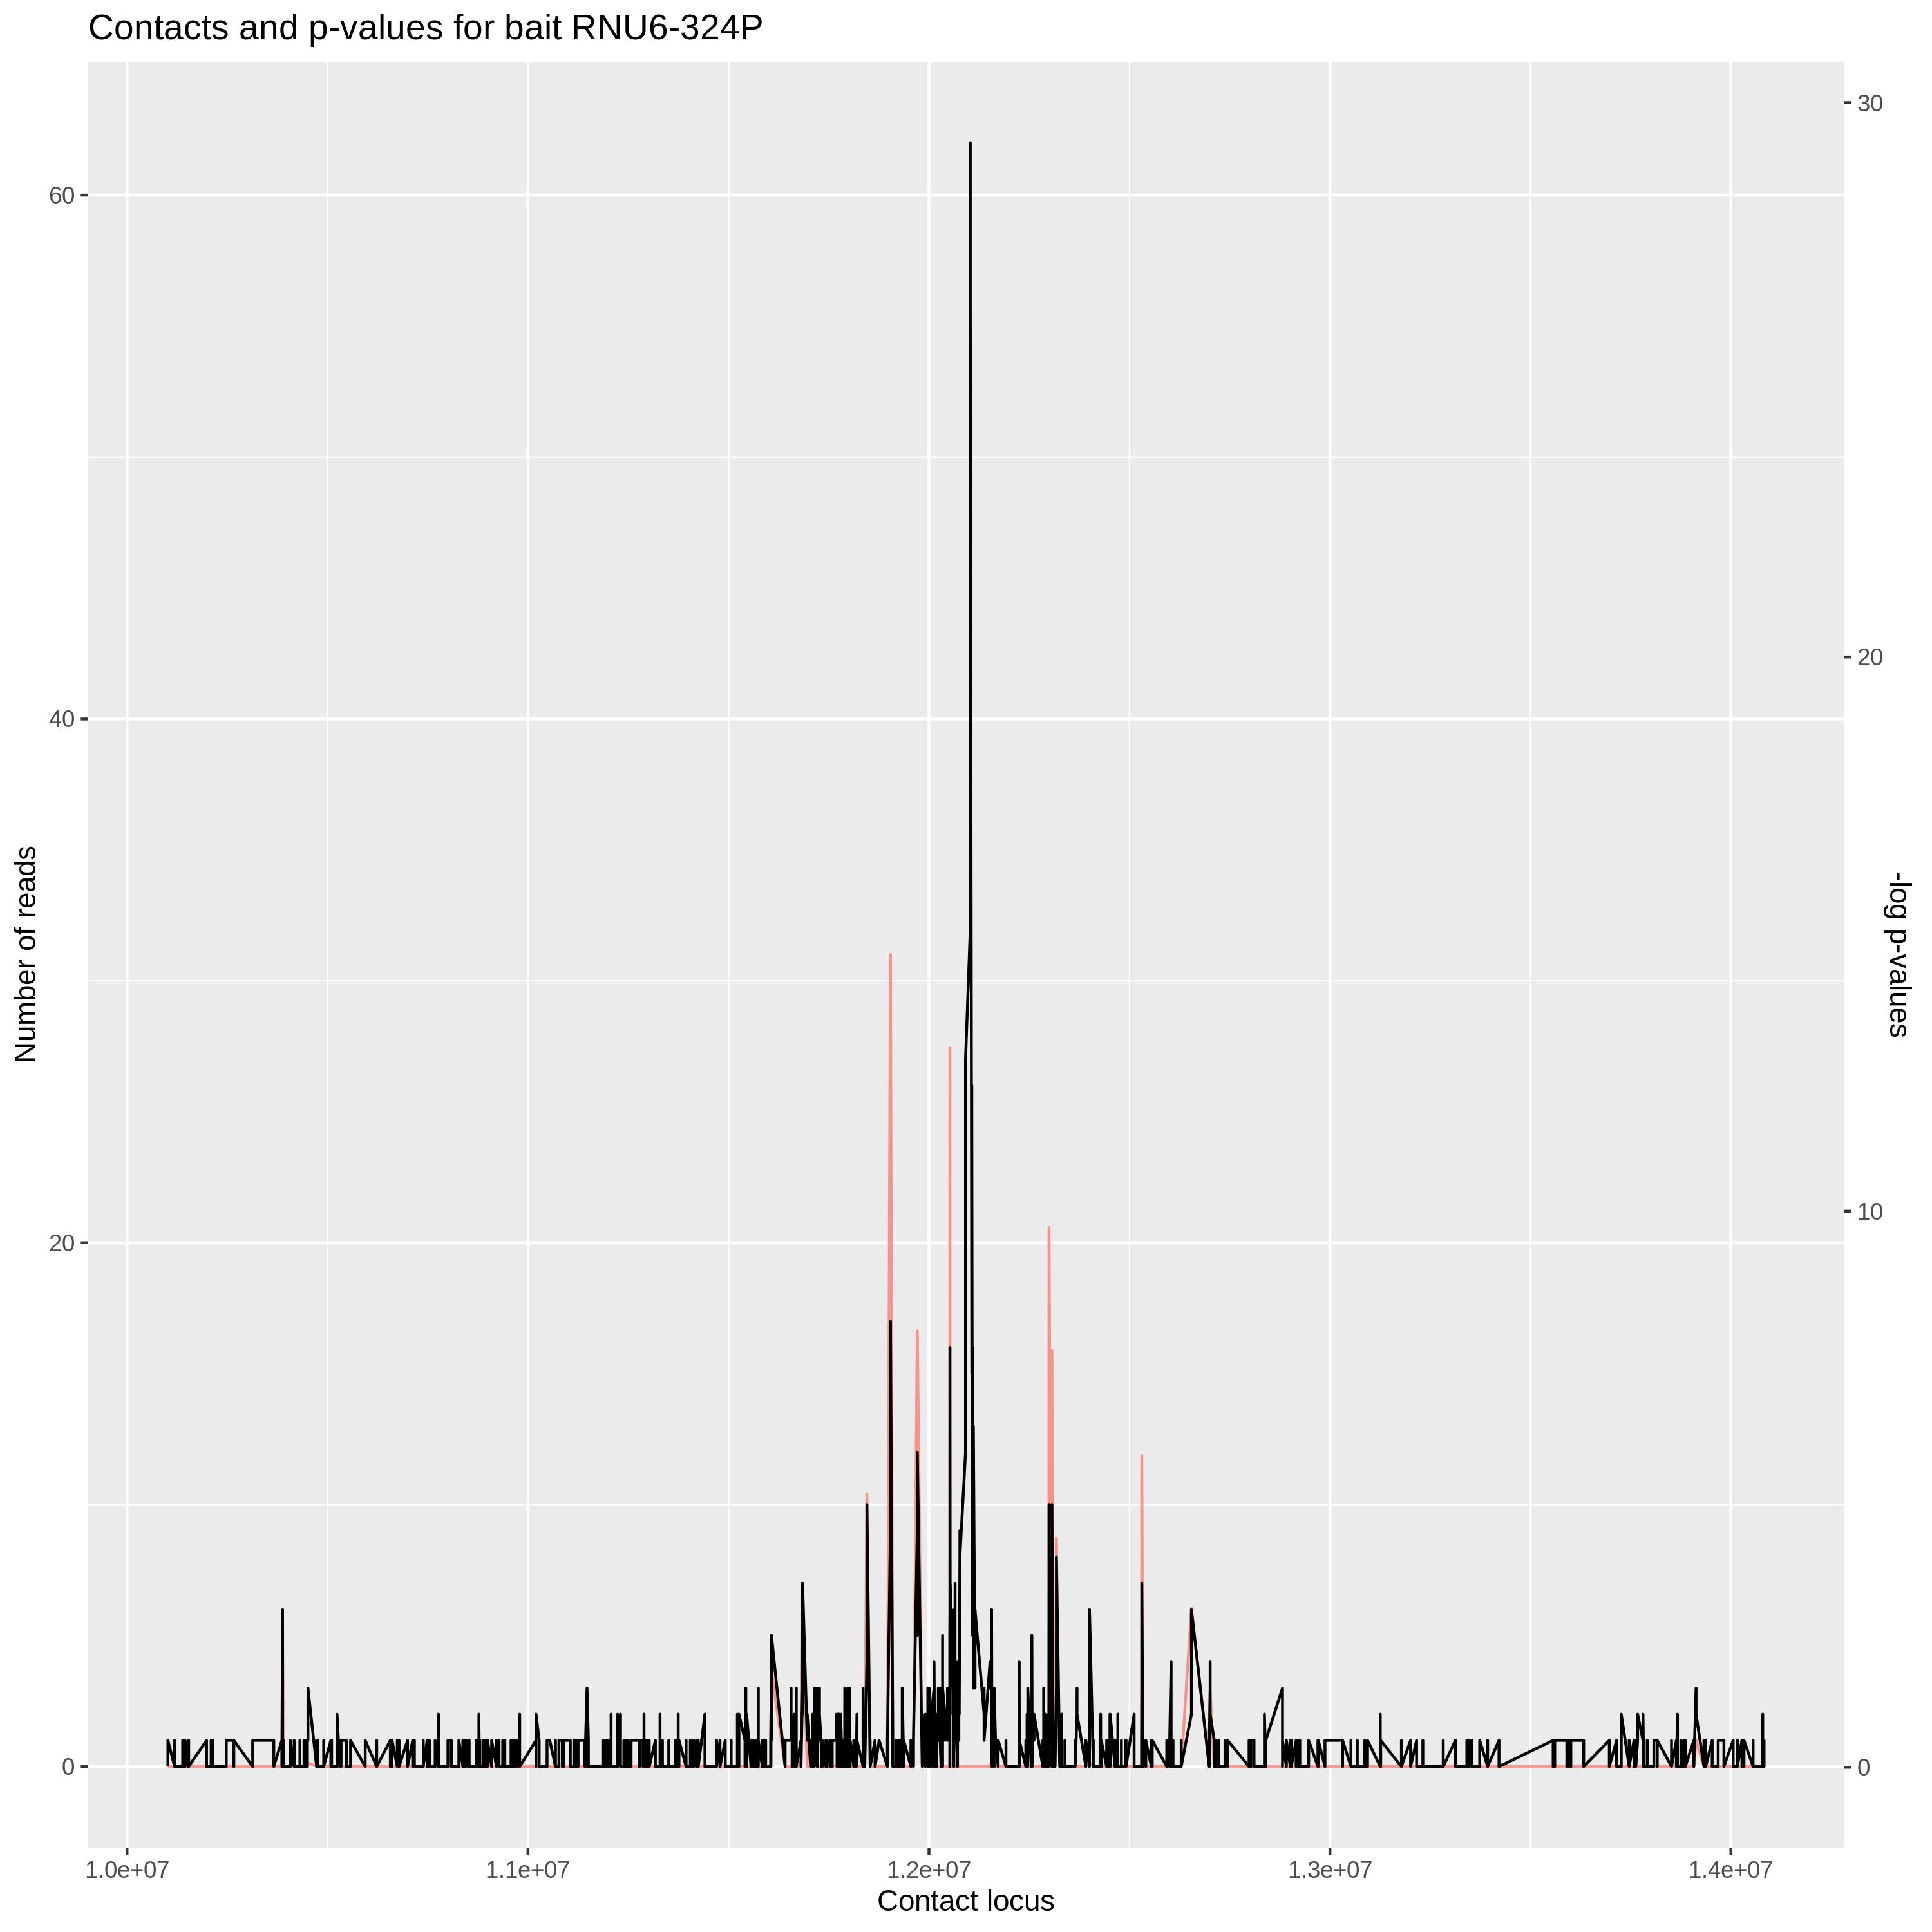 Contacts and p-values for bait RNU6-324P
30
60
20
40
Number of reads
-log p-values
10
20
0
0
1.0e+07
1.1e+07
1.2e+07
1.3e+07
1.4e+07
Contact locus